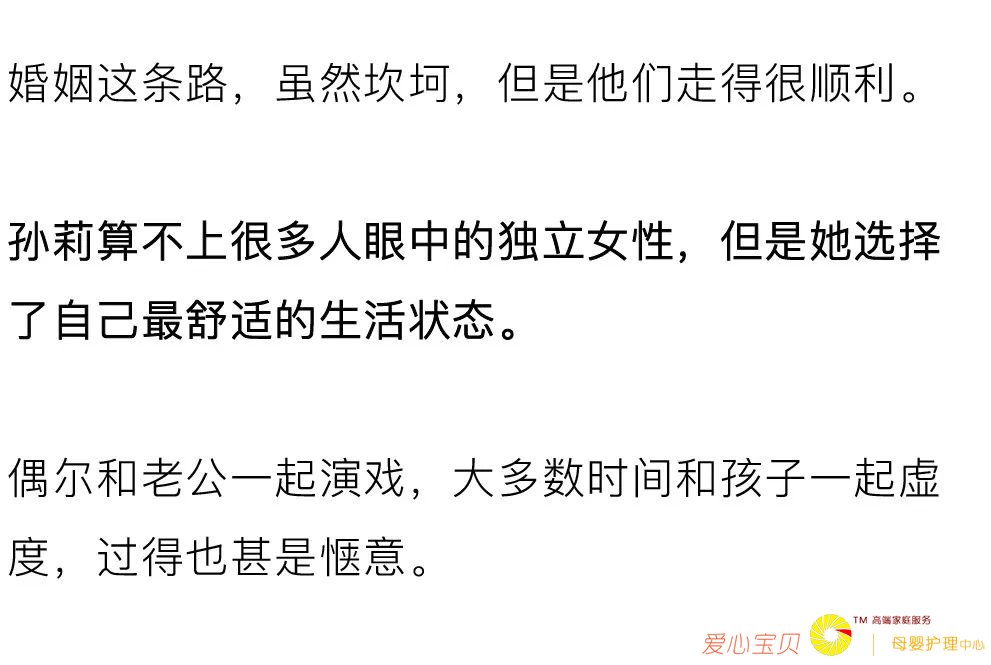 婚姻这条路，虽然坎坷，但是他们走得很顺利。
孙莉算不上很多人眼中的独立女性，但是她选择
了自己最舒适的生活状态。
偶尔和老公一起演戏，大多数时间和孩子一起虚
度，过得也甚是惬意。
爱心宝贝 TM 高端家庭服务
母婴护理中心